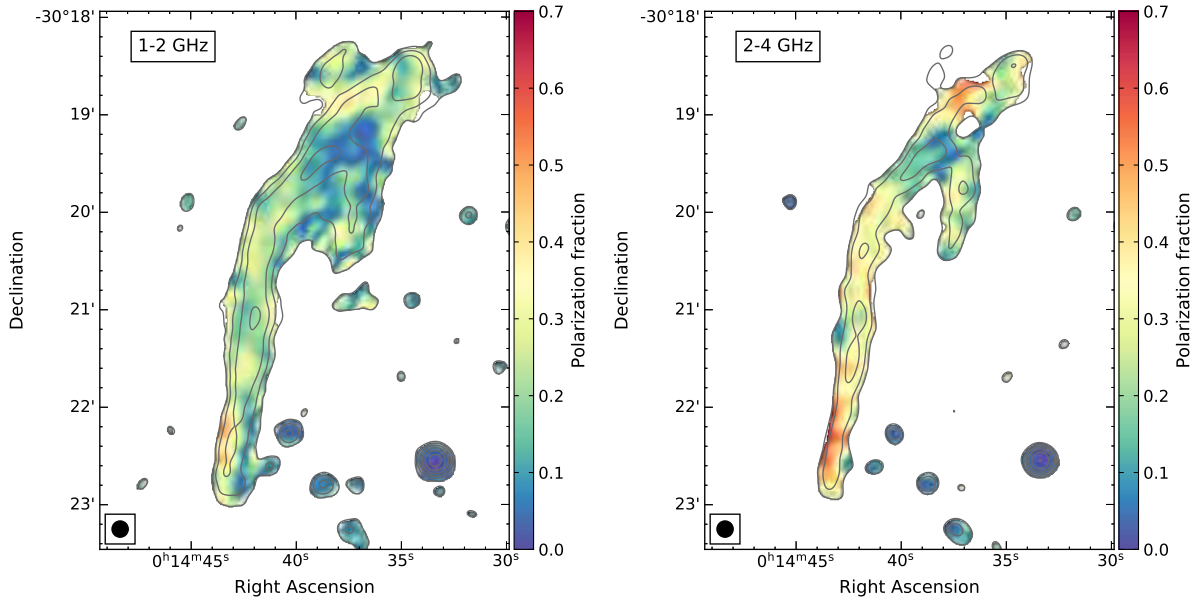 1-2 GHz
-30°18'
19'
20'
21'
22'
23'
Declination
0ʰ14ᵐ45ˢ
40ˢ
35ˢ
30ˢ
Right Ascension
0.7
0.6
0.5
0.4
0.3
0.2
0.1
0.0
Polarization fraction
2-4 GHz
-30°18'
19'
20'
21'
22'
23'
Declination
0ʰ14ᵐ45ˢ
40ˢ
35ˢ
30ˢ
Right Ascension
0.7
0.6
0.5
0.4
0.3
0.2
0.1
0.0
Polarization fraction